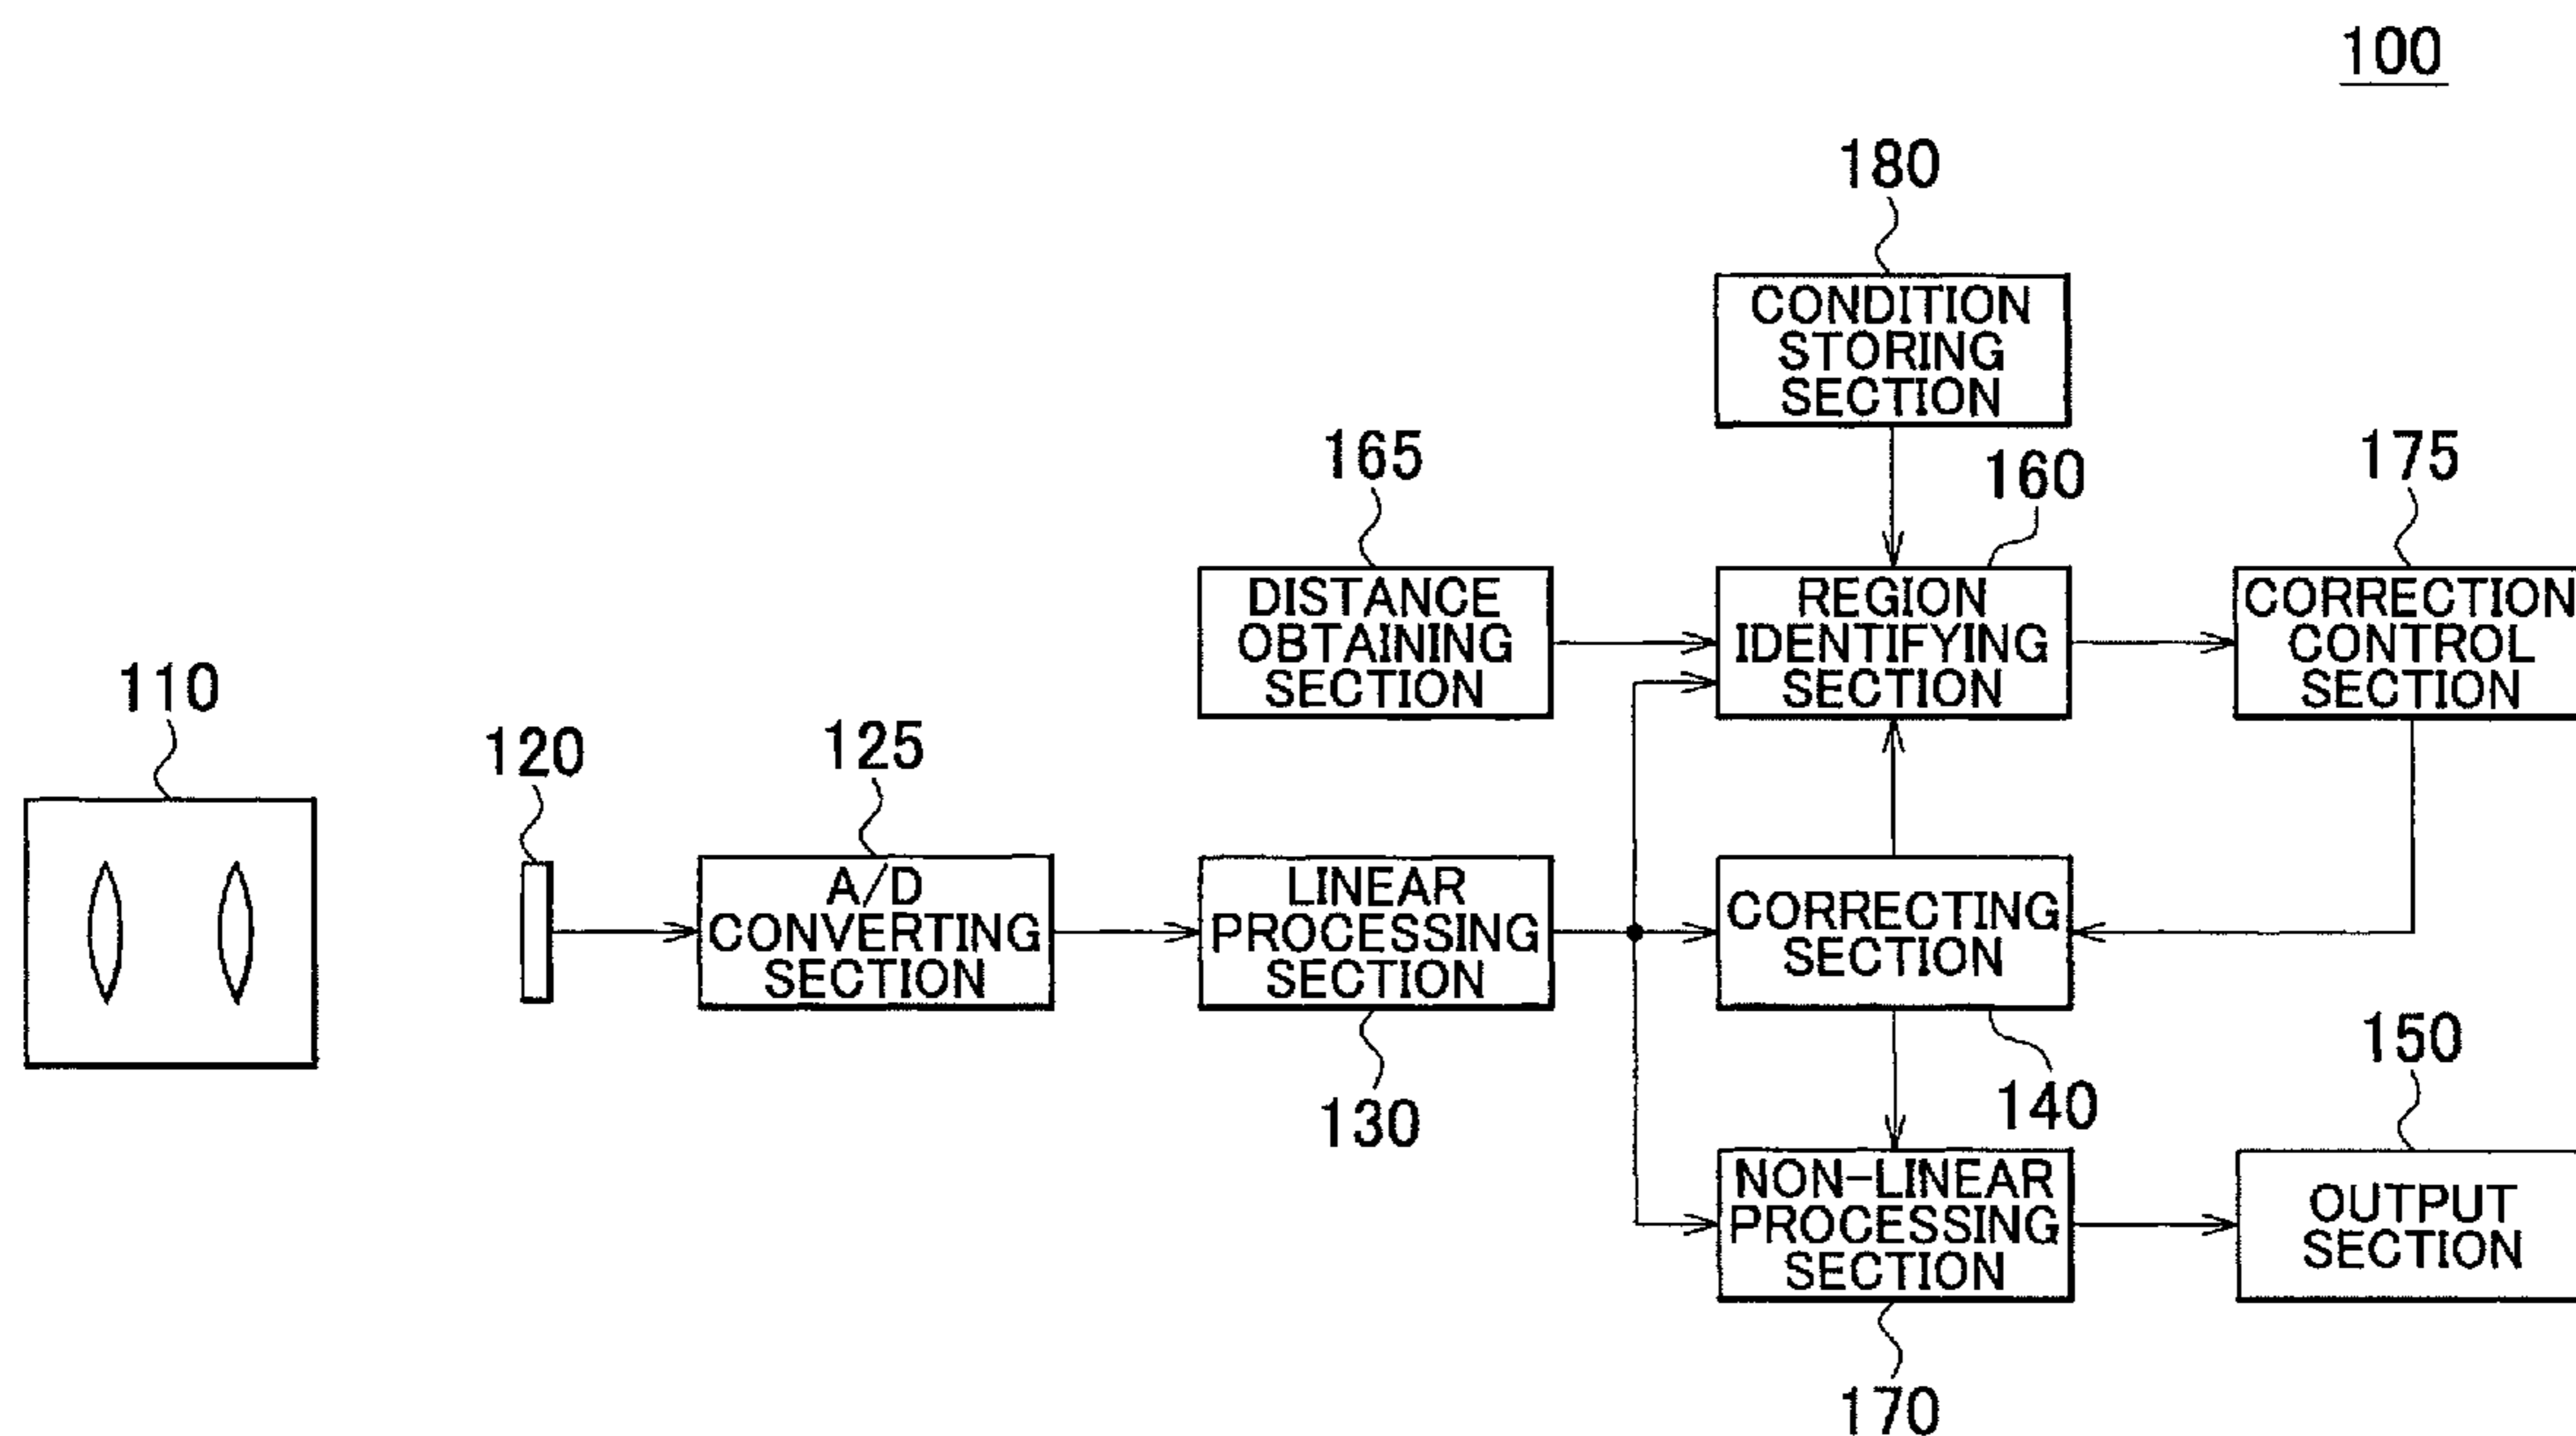 100
180
CONDITION
STORING
SECTION
165
DISTANCE
OBTAINING
SECTION
160
REGION
IDENTIFYING
SECTION
175
CORRECTION
CONTROL
SECTION
110
120
125
A/D
CONVERTING
SECTION
LINEAR
PROCESSING
SECTION
130
CORRECTING
SECTION
140
150
NON-LINEAR
PROCESSING
SECTION
170
OUTPUT
SECTION